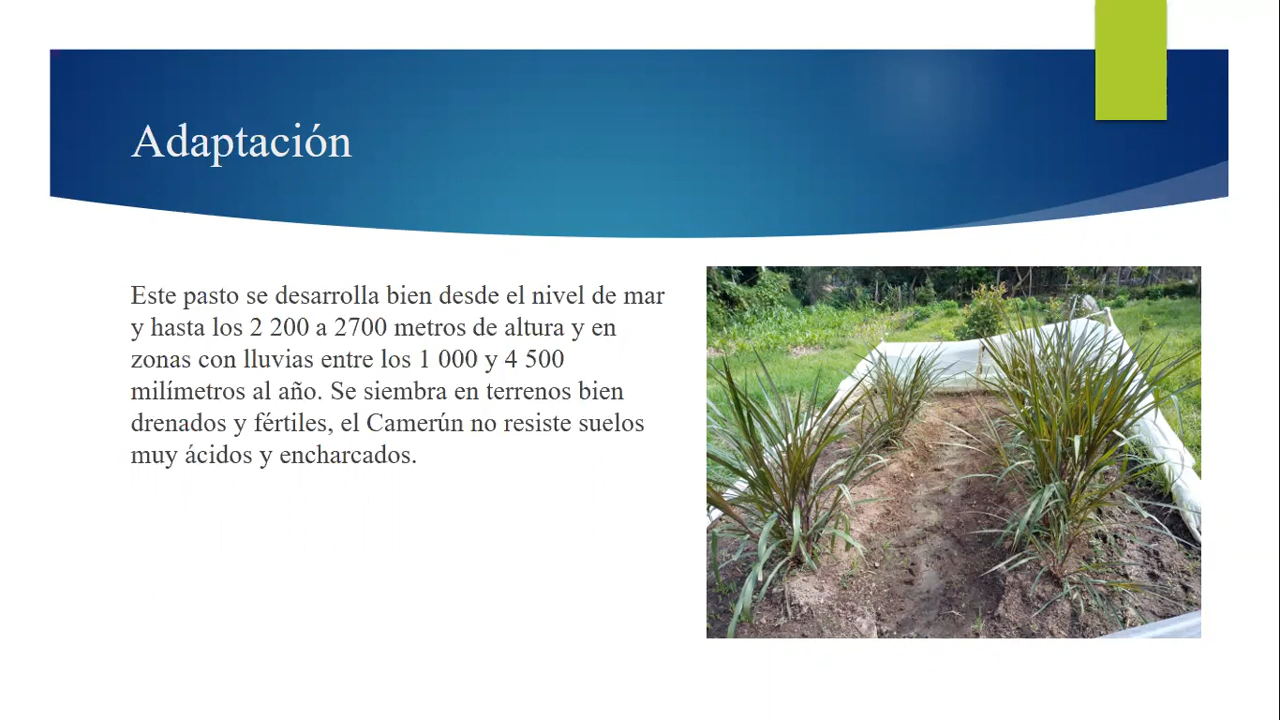 Adaptación
Este pasto se desarrolla bien desde el nivel de mar
y hasta los 2 200 a 2700 metros de altura y en
zonas con lluvias entre los 1 000 y 4 500
milímetros al año. Se siembra en terrenos bien
drenados y fértiles, el Camerún no resiste suelos
muy ácidos y encharcados.